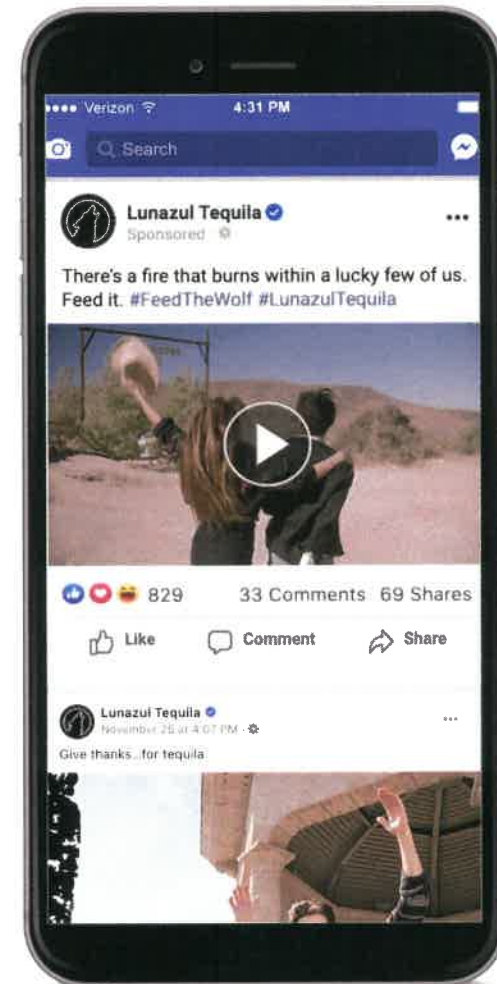 Verizon 4:31 PM
Search
Lunazul Tequila
Sponsored
There's a fire that burns within a lucky few of us.
Feed it. #FeedTheWolf #LunazulTequila
829 33 Comments 69 Shares
Like Comment Share
Lunazul Tequila
November 26 at 4:07 PM
Give thanks...for tequila